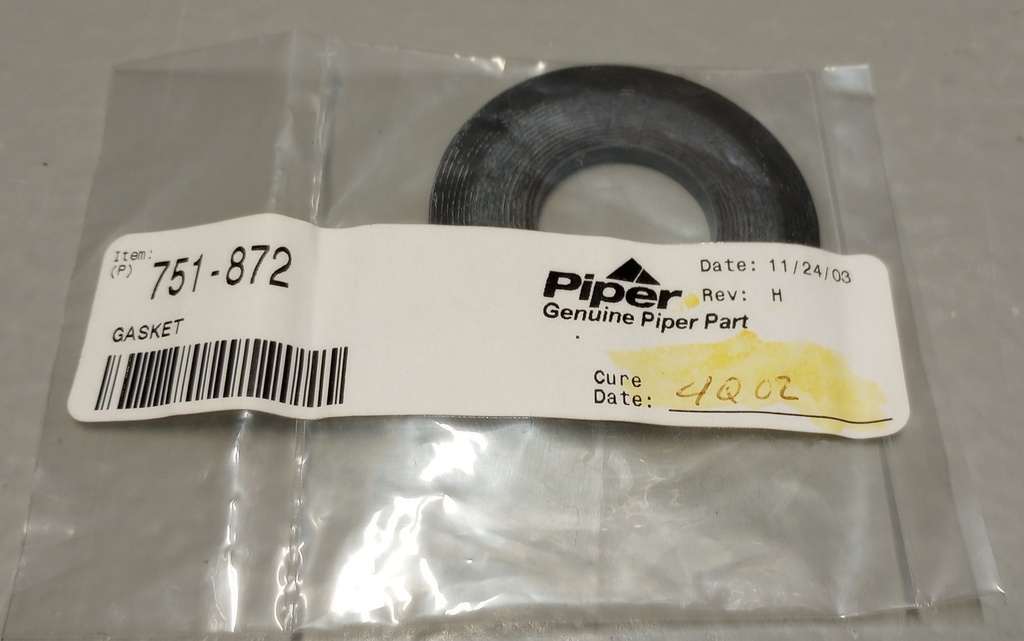 Item:
(P) 751-872
GASKET
Piper
Genuine Piper Part
Date: 11/24/03
Rev: H
Cure
Date: 4Q02